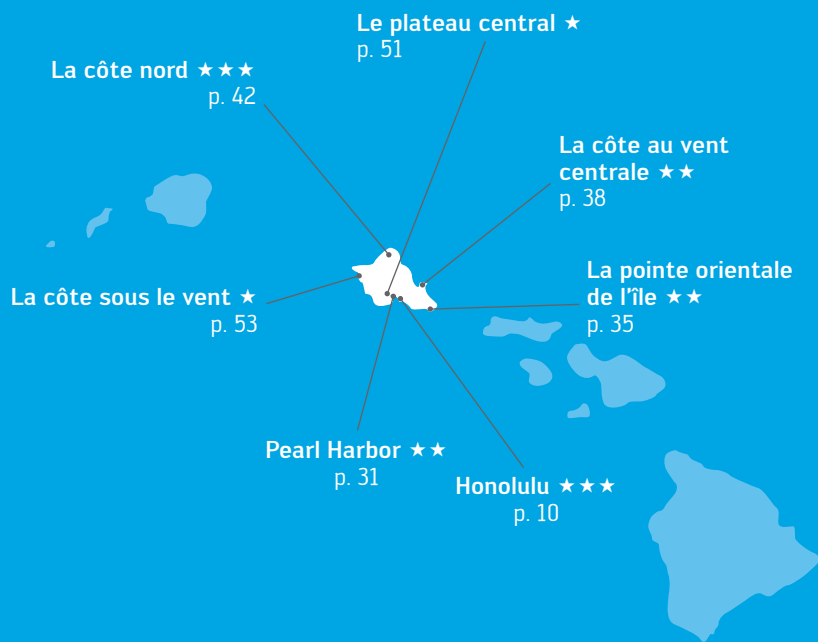 Le plateau central ★
p. 51
La côte nord ★★★
p. 42
La côte au vent
centrale ★★
p. 38
La pointe orientale
de l'île ★★
p. 35
La côte sous le vent ★
p. 53
Pearl Harbor ★★
p. 31
Honolulu ★★★
p. 10